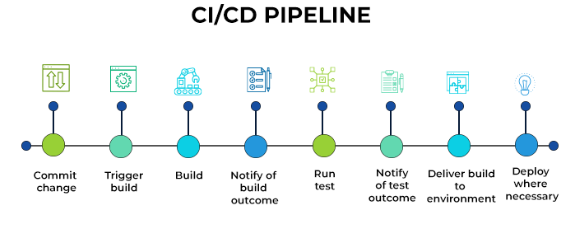 CI/CD PIPELINE
Commit
change
Trigger
build
Build
Notify of
build
outcome
Run
test
Notify
of test
outcome
Deliver build
to
environment
Deploy
where
necessary